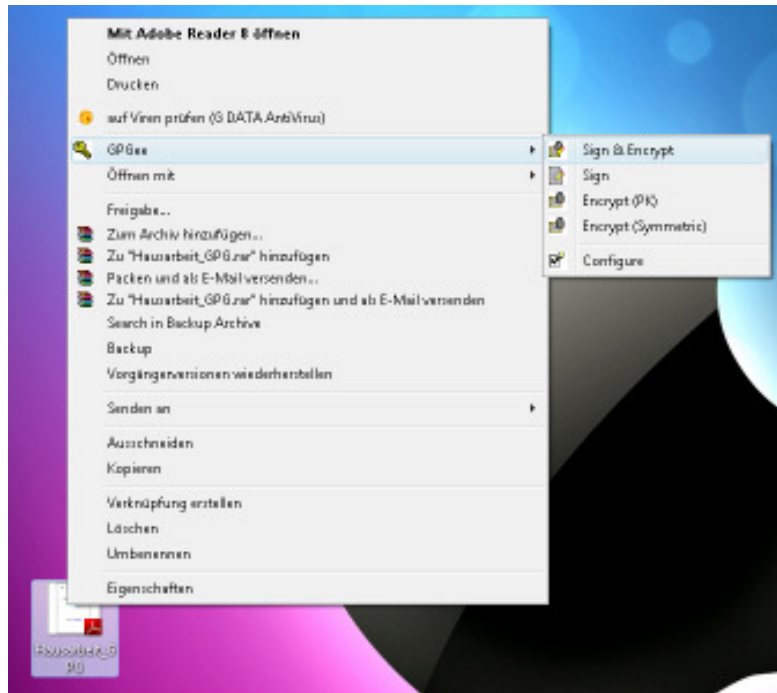 Mit Adobe Reader 8 öffnen
Öffnen
Drucken
auf Viren prüfen (G DATA AntiVirus)
GPGee
Sign & Encrypt
Öffnen mit
Sign
Encrypt (PK)
Freigabe...
Encrypt (Symmetric)
Zum Archiv hinzufügen...
Zu "Hausarbeit_GPG.rar" hinzufügen
Configure
Packen und als E-Mail versenden...
Zu "Hausarbeit_GPG.rar" hinzufügen und als E-Mail versenden
Search in Backup Archive
Backup
Vorgängerversionen wiederherstellen
Senden an
Ausschneiden
Kopieren
Verknüpfung erstellen
Löschen
Umbenennen
Eigenschaften
Hausarbeit_G
PG